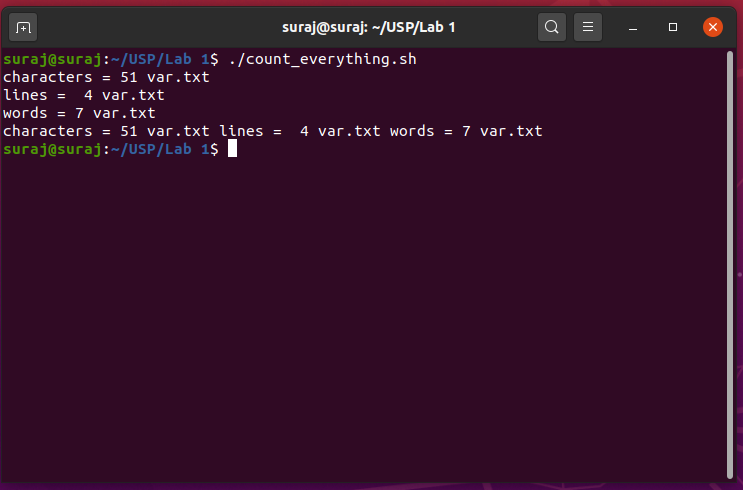 suraj@suraj: ~/USP/Lab 1
suraj@suraj:~/USP/Lab 1$ ./count_everything.sh
characters = 51 var.txt
lines =  4 var.txt
words = 7 var.txt
characters = 51 var.txt lines =  4 var.txt words = 7 var.txt
suraj@suraj:~/USP/Lab 1$